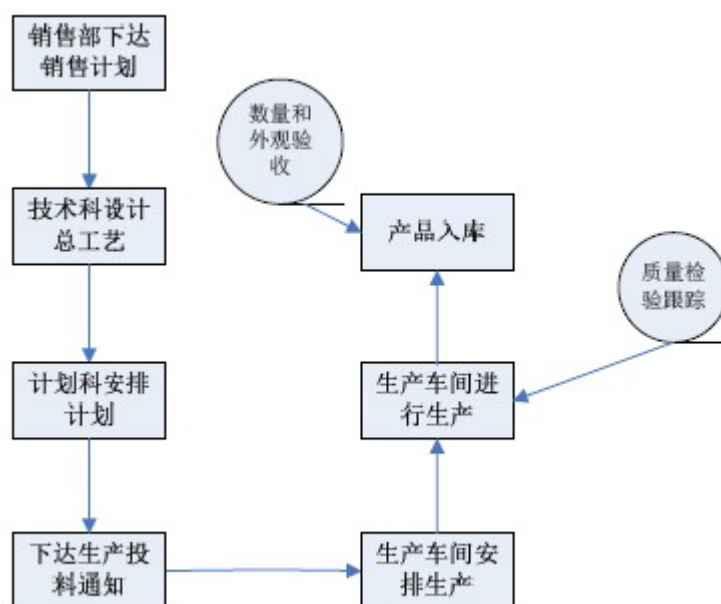 销售部下达
销售计划
技术科设计
总工艺
计划科安排
计划
下达生产投
料通知
生产车间安
排生产
生产车间进
行生产
产品入库
数量和
外观验
收
质量检
验跟踪